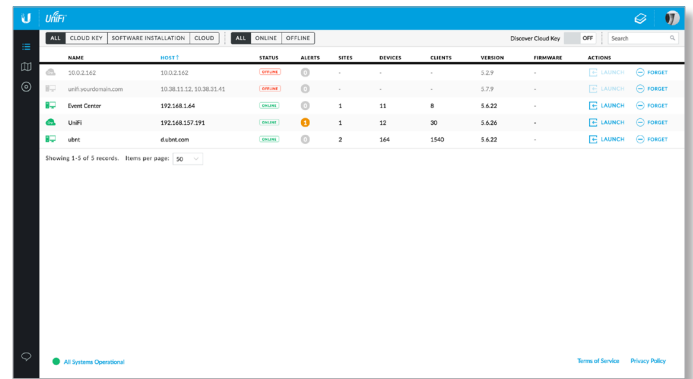 U UniFi
ALL CLOUD KEY SOFTWARE INSTALLATION CLOUD ALL ONLINE OFFLINE Discover Cloud Key OFF Search
NAME HOST↑ STATUS ALERTS SITES DEVICES CLIENTS VERSION FIRMWARE ACTIONS
10.0.2.162 10.0.2.162 OFFLINE 0 - - - 5.2.9 - LAUNCH FORGET
unifi.yourdomain.com 10.38.11.12, 10.38.31.41 OFFLINE 0 - - - 5.7.9 - LAUNCH FORGET
Event Center 192.168.1.64 ONLINE 0 1 11 8 5.6.22 - LAUNCH FORGET
UniFi 192.168.157.191 ONLINE 1 1 12 30 5.6.26 - LAUNCH FORGET
ubnt d.ubnt.com ONLINE 0 2 164 1540 5.6.22 - LAUNCH FORGET
Showing 1-5 of 5 records. Items per page: 50
All Systems Operational Terms of Service Privacy Policy